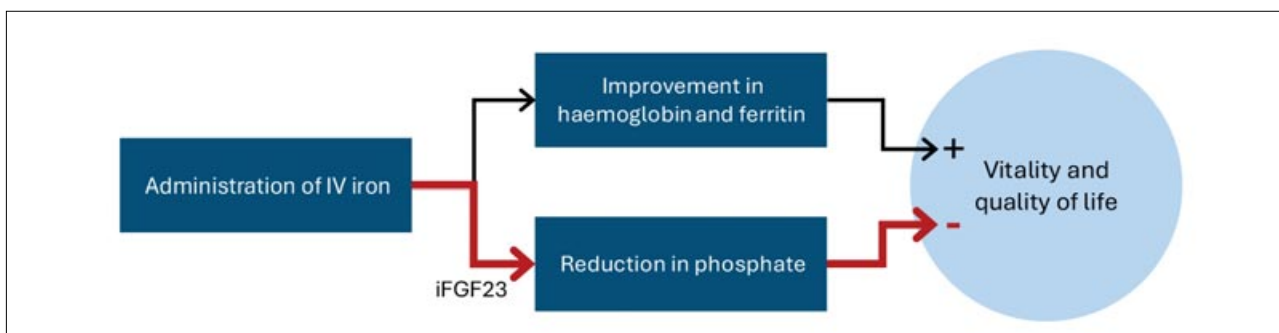 Improvement in
haemoglobin and ferritin
+
Administration of IV iron
Vitality and
quality of life
-
Reduction in phosphate
iFGF23